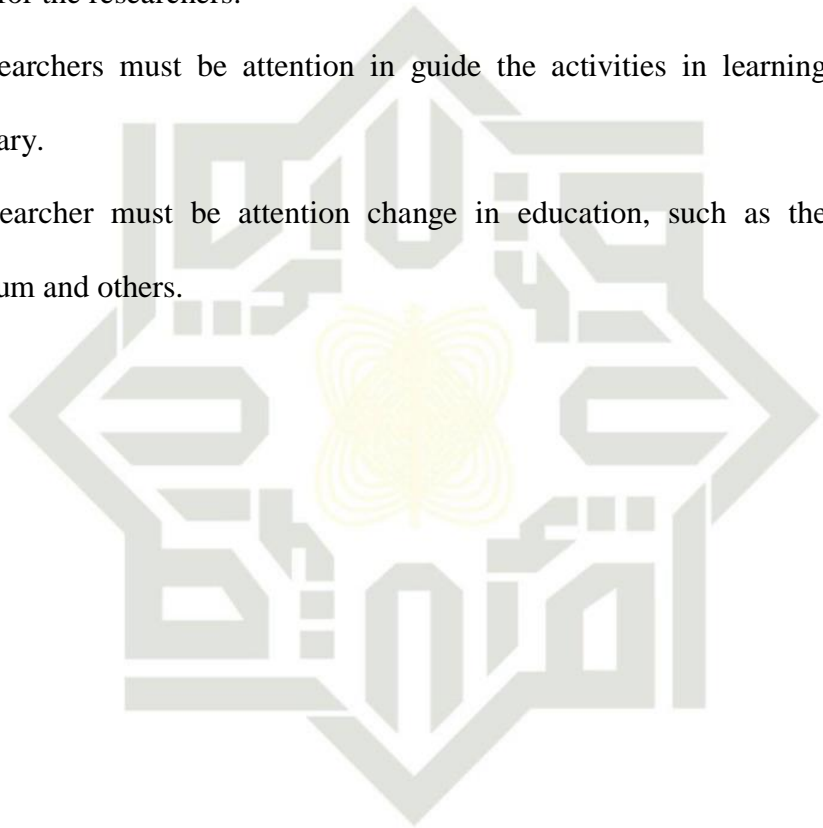 for the researchers.
earchers must be attention in guide the activities in learning
ary.
earcher must be attention change in education, such as the
um and others.